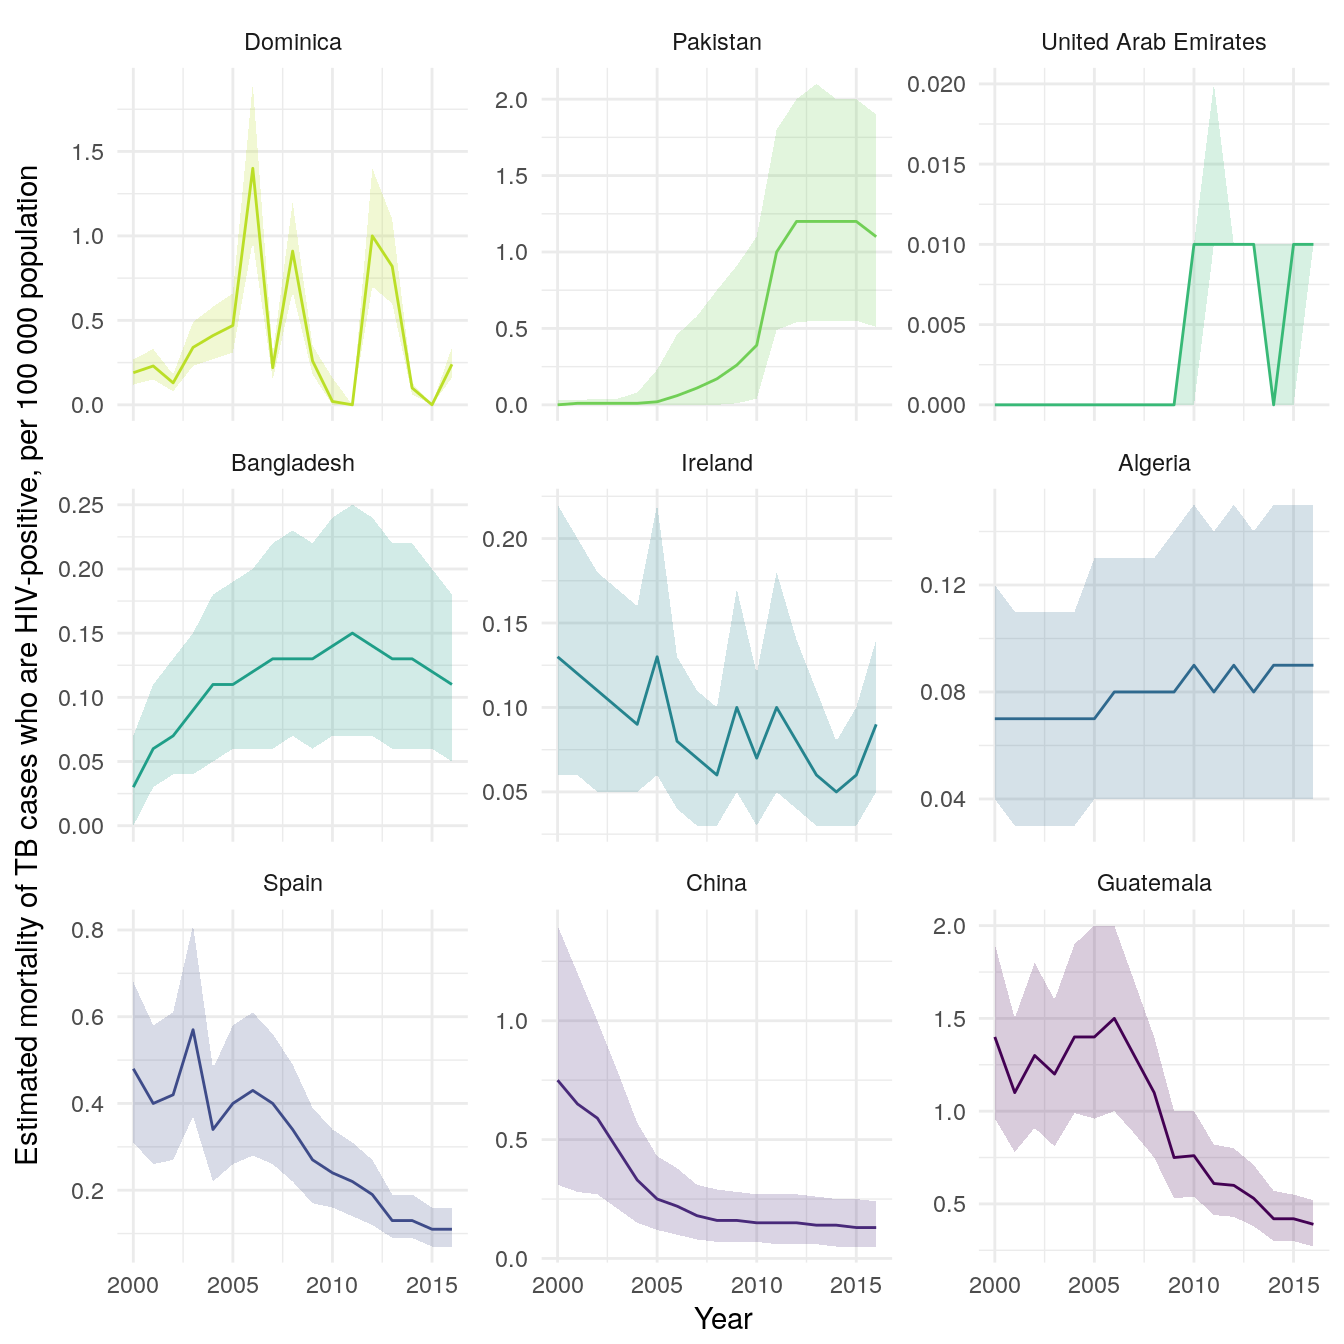 Dominica
Pakistan
United Arab Emirates
1.5
1.0
0.5
0.0
2.0
1.5
1.0
0.5
0.0
0.020
0.015
0.010
0.005
0.000
Bangladesh
Ireland
Algeria
0.25
0.20
0.15
0.10
0.05
0.00
0.20
0.15
0.10
0.05
0.12
0.08
0.04
Spain
China
Guatemala
0.8
0.6
0.4
0.2
1.0
0.5
0.0
2.0
1.5
1.0
0.5
2000 2005 2010 2015
2000 2005 2010 2015
2000 2005 2010 2015
Year
Estimated mortality of TB cases who are HIV-positive, per 100 000 population